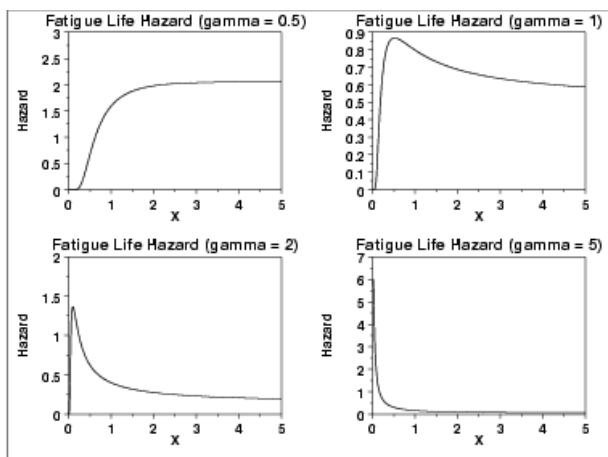 Fatigue Life Hazard (gamma = 0.5)
3
2.5
2
1.5
1
0.5
0
Hazard
0 1 2 3 4 5
X
Fatigue Life Hazard (gamma = 1)
0.9
0.8
0.7
0.6
0.5
0.4
0.3
0.2
0.1
0
Hazard
0 1 2 3 4 5
X
Fatigue Life Hazard (gamma = 2)
2
1.5
1
0.5
0
Hazard
0 1 2 3 4 5
X
Fatigue Life Hazard (gamma = 5)
7
6
5
4
3
2
1
0
Hazard
0 1 2 3 4 5
X